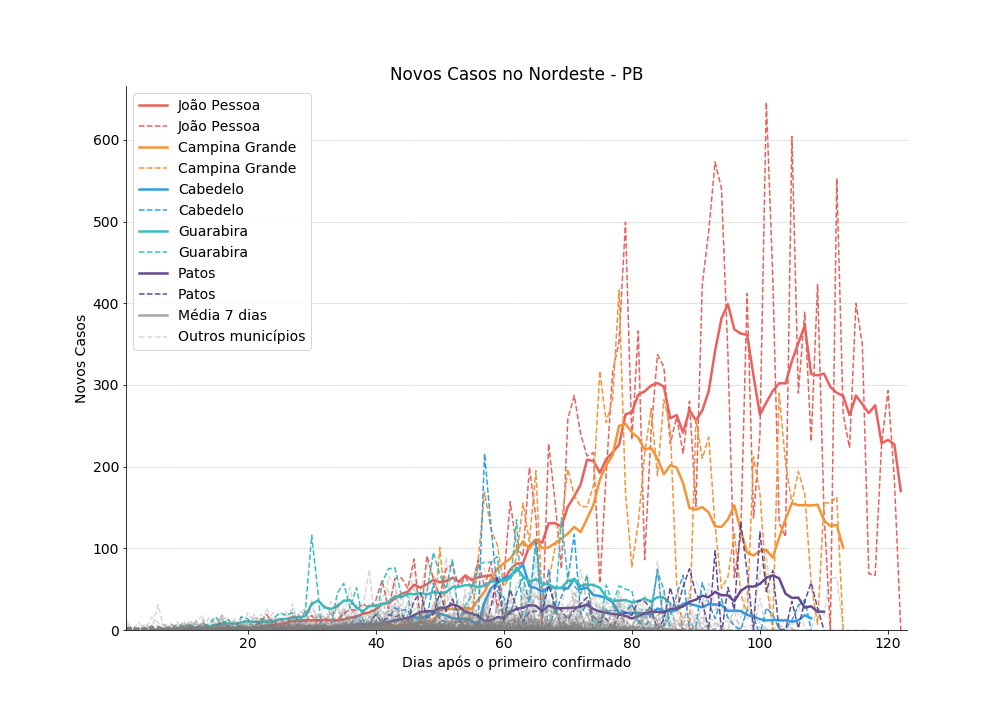 Novos Casos no Nordeste - PB
João Pessoa
João Pessoa
Campina Grande
Campina Grande
Cabedelo
Cabedelo
Guarabira
Guarabira
Patos
Patos
Média 7 dias
Outros municípios
Novos Casos
600
500
400
300
200
100
0
20
40
60
80
100
120
Dias após o primeiro confirmado